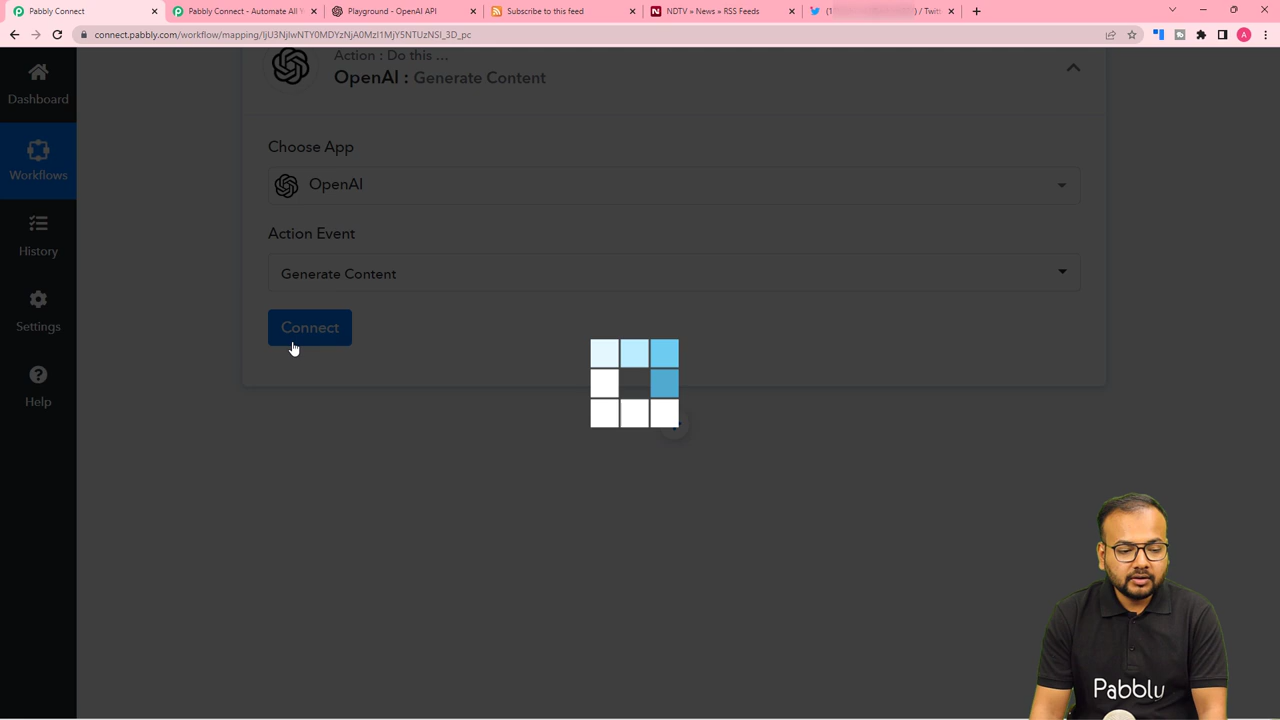 Pabbly Connect
Pabbly Connect - Automate All Y
Playground - OpenAI API
Subscribe to this feed
NDTV » News » RSS Feeds
(1
) / Twitt
connect.pabbly.com/workflow/mapping/
A
Action : Do this ...
OpenAI : Generate Content
Dashboard
Workflows
History
Settings
Help
Choose App
OpenAI
Action Event
Generate Content
Connect
Pabbly